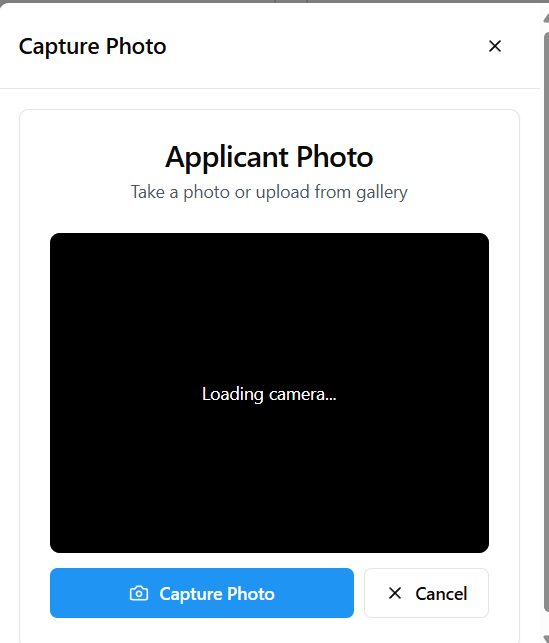 Capture Photo
Applicant Photo
Take a photo or upload from gallery
Loading camera...
Capture Photo
Cancel